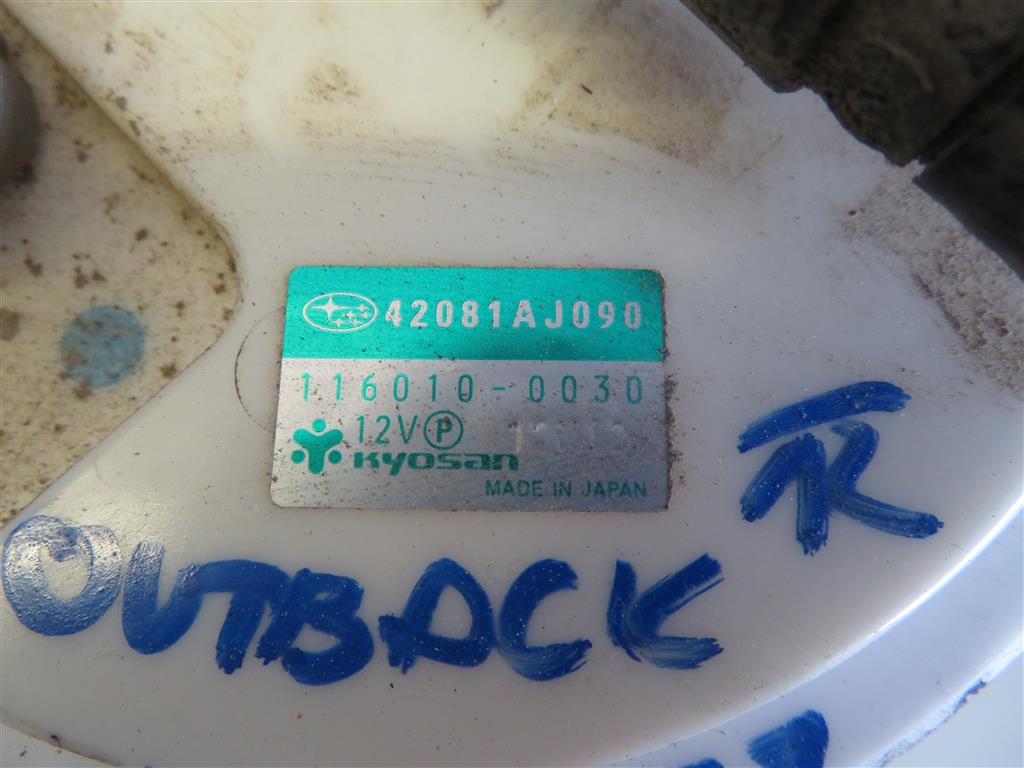 42081AJ090
116010-0030
12V P
Kyosan
MADE IN JAPAN
OUTBACK